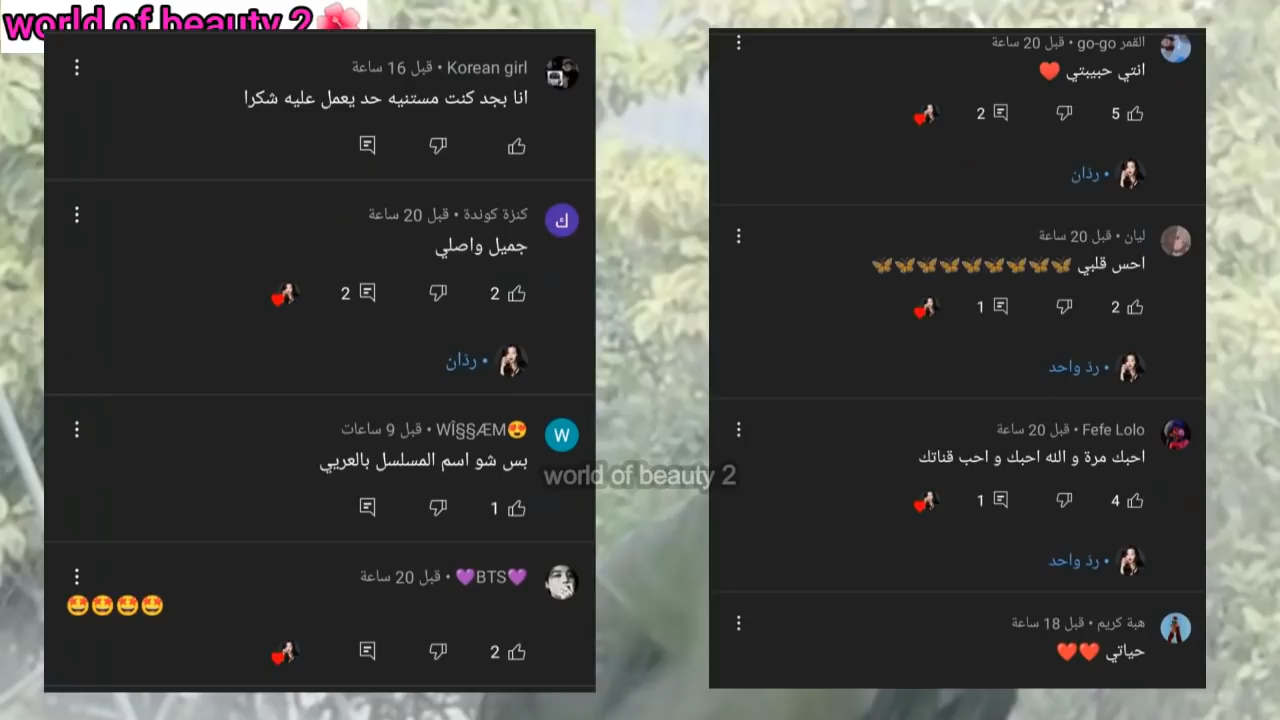 world of beauty 2🌺
Korean girl • قبل 16 ساعة
انا بجد كنت مستنيه حد يعمل عليه شكرا
ك
كنزة كوندة • قبل 20 ساعة
جميل واصلي
2
2
• ردّان
W
WÎ§§ÆM😍 • قبل 9 ساعات
بس شو اسم المسلسل بالعريي
1
💜BTS💜 • قبل 20 ساعة
🤩🤩🤩🤩
2
القمر go-go • قبل 20 ساعة
انتي حبيبتي ❤️
5
2
• ردّان
ليان • قبل 20 ساعة
احس قلبي 🦋🦋🦋🦋🦋🦋🦋🦋🦋
2
1
• ردّ واحد
Fefe Lolo • قبل 20 ساعة
احبك مرة و الله احبك و احب قناتك
4
1
• ردّ واحد
هبة كريم • قبل 18 ساعة
حياتي ❤️❤️
world of beauty 2